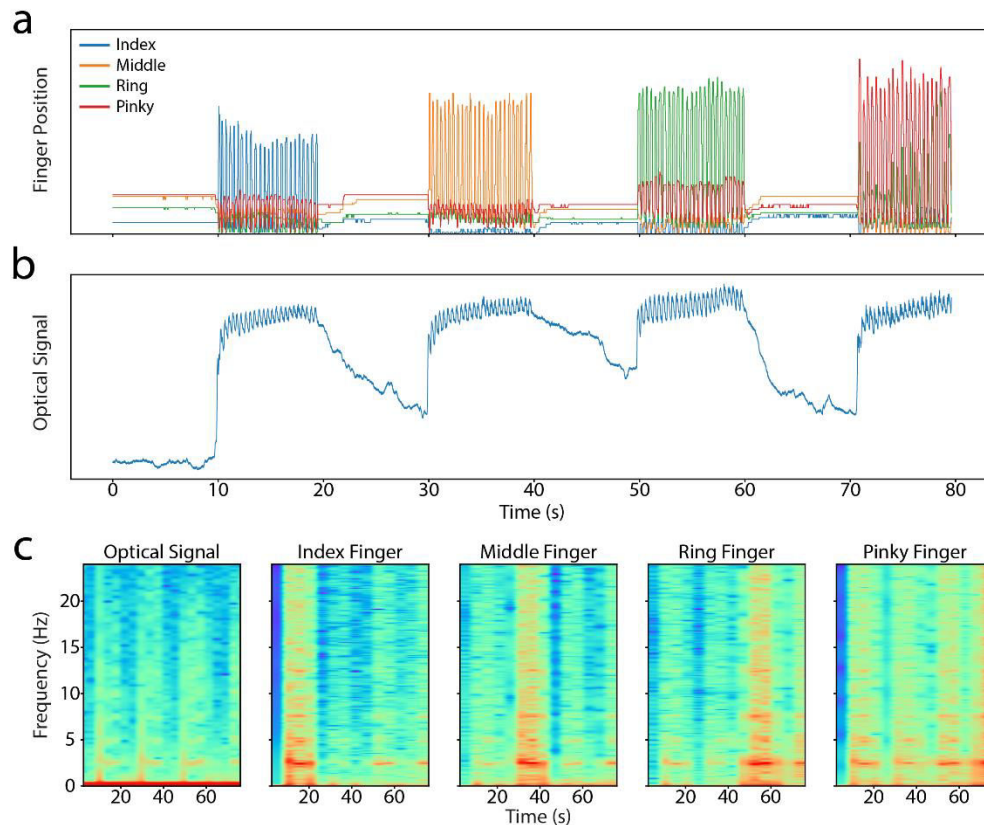 a
Index
Middle
Ring
Pinky
Finger Position
b
Optical Signal
0 10 20 30 40 50 60 70 80
Time (s)
c
Optical Signal Index Finger Middle Finger Ring Finger Pinky Finger
Frequency (Hz)
20
15
10
5
0
20 40 60 20 40 60 20 40 60 20 40 60 20 40 60
Time (s)